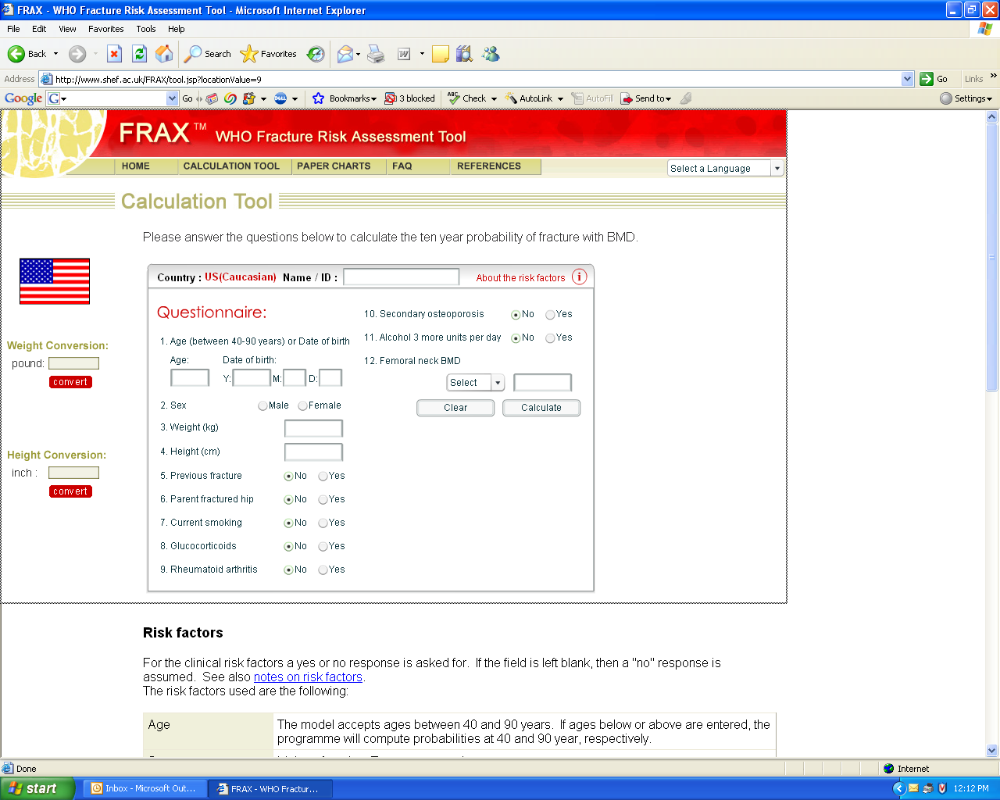 FRAX - WHO Fracture Risk Assessment Tool - Microsoft Internet Explorer
File Edit View Favorites Tools Help
Back Search Favorites W
Address http://www.shef.ac.uk/FRAX/tool.jsp?locationValue=9 Go Links »
Google G Go Bookmarks 3 blocked ABC Check AutoLink AutoFill Send to Settings
FRAX™ WHO Fracture Risk Assessment Tool
HOME CALCULATION TOOL PAPER CHARTS FAQ REFERENCES Select a Language
Calculation Tool
Please answer the questions below to calculate the ten year probability of fracture with BMD.
Country : US(Caucasian) Name / ID : About the risk factors i
Weight Conversion:
pound:
convert
Height Conversion:
inch :
convert
Questionnaire:
1. Age (between 40-90 years) or Date of birth
Age: Date of birth:
Y: M: D:
2. Sex Male Female
3. Weight (kg)
4. Height (cm)
5. Previous fracture No Yes
6. Parent fractured hip No Yes
7. Current smoking No Yes
8. Glucocorticoids No Yes
9. Rheumatoid arthritis No Yes
10. Secondary osteoporosis No Yes
11. Alcohol 3 more units per day No Yes
12. Femoral neck BMD
Select
Clear Calculate
Risk factors
For the clinical risk factors a yes or no response is asked for. If the field is left blank, then a "no" response is
assumed. See also notes on risk factors.
The risk factors used are the following:
Age The model accepts ages between 40 and 90 years. If ages below or above are entered, the
programme will compute probabilities at 40 and 90 year, respectively.
Done Internet
start Inbox - Microsoft Out... FRAX - WHO Fractur... 12:12 PM